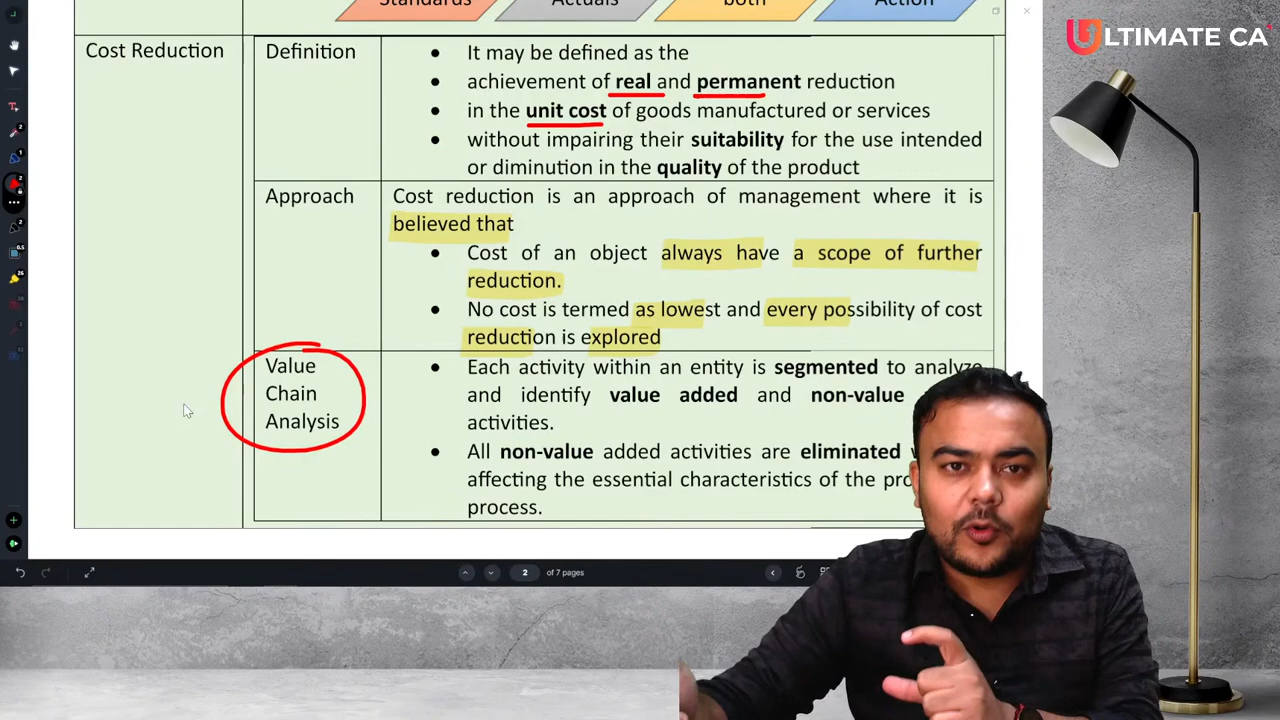 Standards
Actuals
both
Action
ULTIMATE CA
Cost Reduction
Definition
• It may be defined as the
• achievement of real and permanent reduction
• in the unit cost of goods manufactured or services
• without impairing their suitability for the use intended
or diminution in the quality of the product
Approach
Cost reduction is an approach of management where it is
believed that
• Cost of an object always have a scope of further
reduction.
• No cost is termed as lowest and every possibility of cost
reduction is explored
Value
Chain
Analysis
• Each activity within an entity is segmented to analyze
and identify value added and non-value
activities.
• All non-value added activities are eliminated
affecting the essential characteristics of the
process.
2 of 7 pages